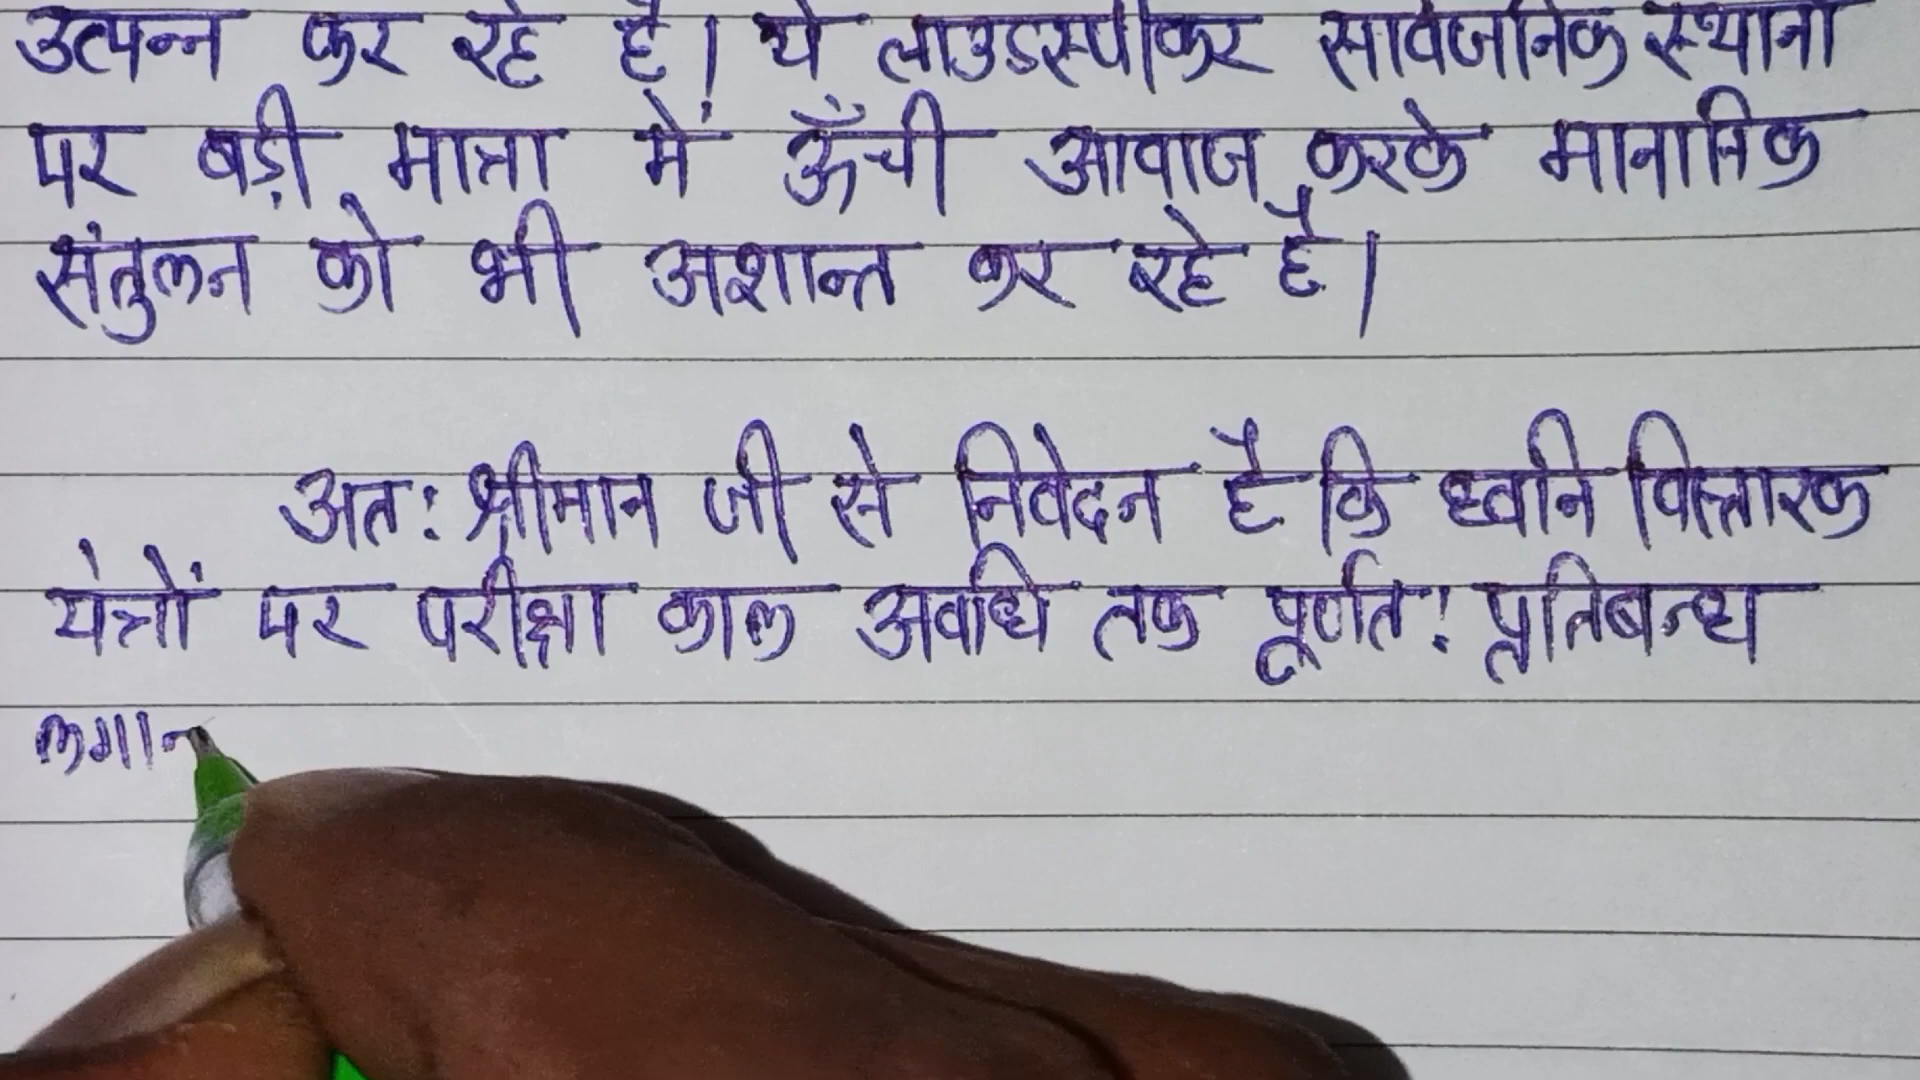 उत्पन्न कर रहे है। ये लाउडस्पीकर सार्वजनिक स्थानों
पर बड़ी मात्रा में ऊँची आवाज करके मानसिक
संतुलन को भी अशान्त कर रहे है।
अत: श्रीमान जी से निवेदन है कि ध्वनि विस्तारक
यंत्रों पर परीक्षा काल अवधि तक पूर्णत: प्रतिबन्ध
लगान